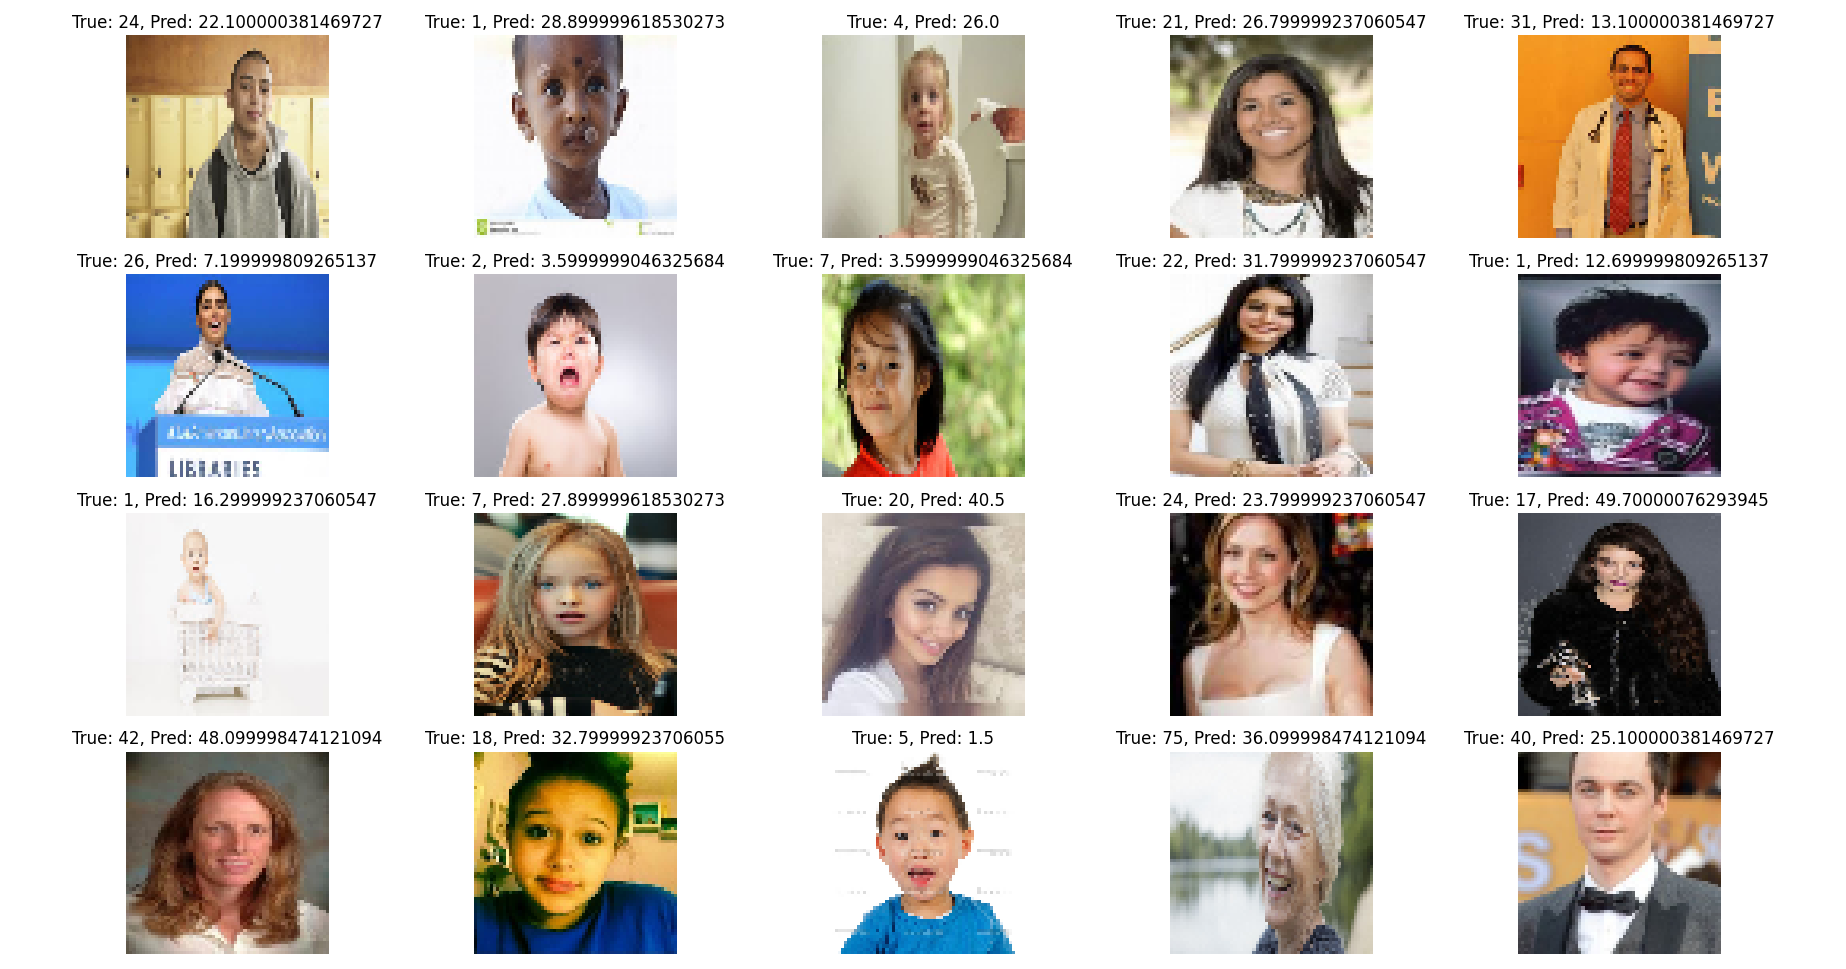 True: 24, Pred: 22.100000381469727
True: 1, Pred: 28.899999618530273
True: 4, Pred: 26.0
True: 21, Pred: 26.799999237060547
True: 31, Pred: 13.100000381469727
True: 26, Pred: 7.199999809265137
True: 2, Pred: 3.5999999046325684
True: 7, Pred: 3.5999999046325684
True: 22, Pred: 31.799999237060547
True: 1, Pred: 12.699999809265137
LIBRARIES
True: 1, Pred: 16.299999237060547
True: 7, Pred: 27.899999618530273
True: 20, Pred: 40.5
True: 24, Pred: 23.799999237060547
True: 17, Pred: 49.70000076293945
True: 42, Pred: 48.099998474121094
True: 18, Pred: 32.79999923706055
True: 5, Pred: 1.5
True: 75, Pred: 36.099998474121094
True: 40, Pred: 25.100000381469727